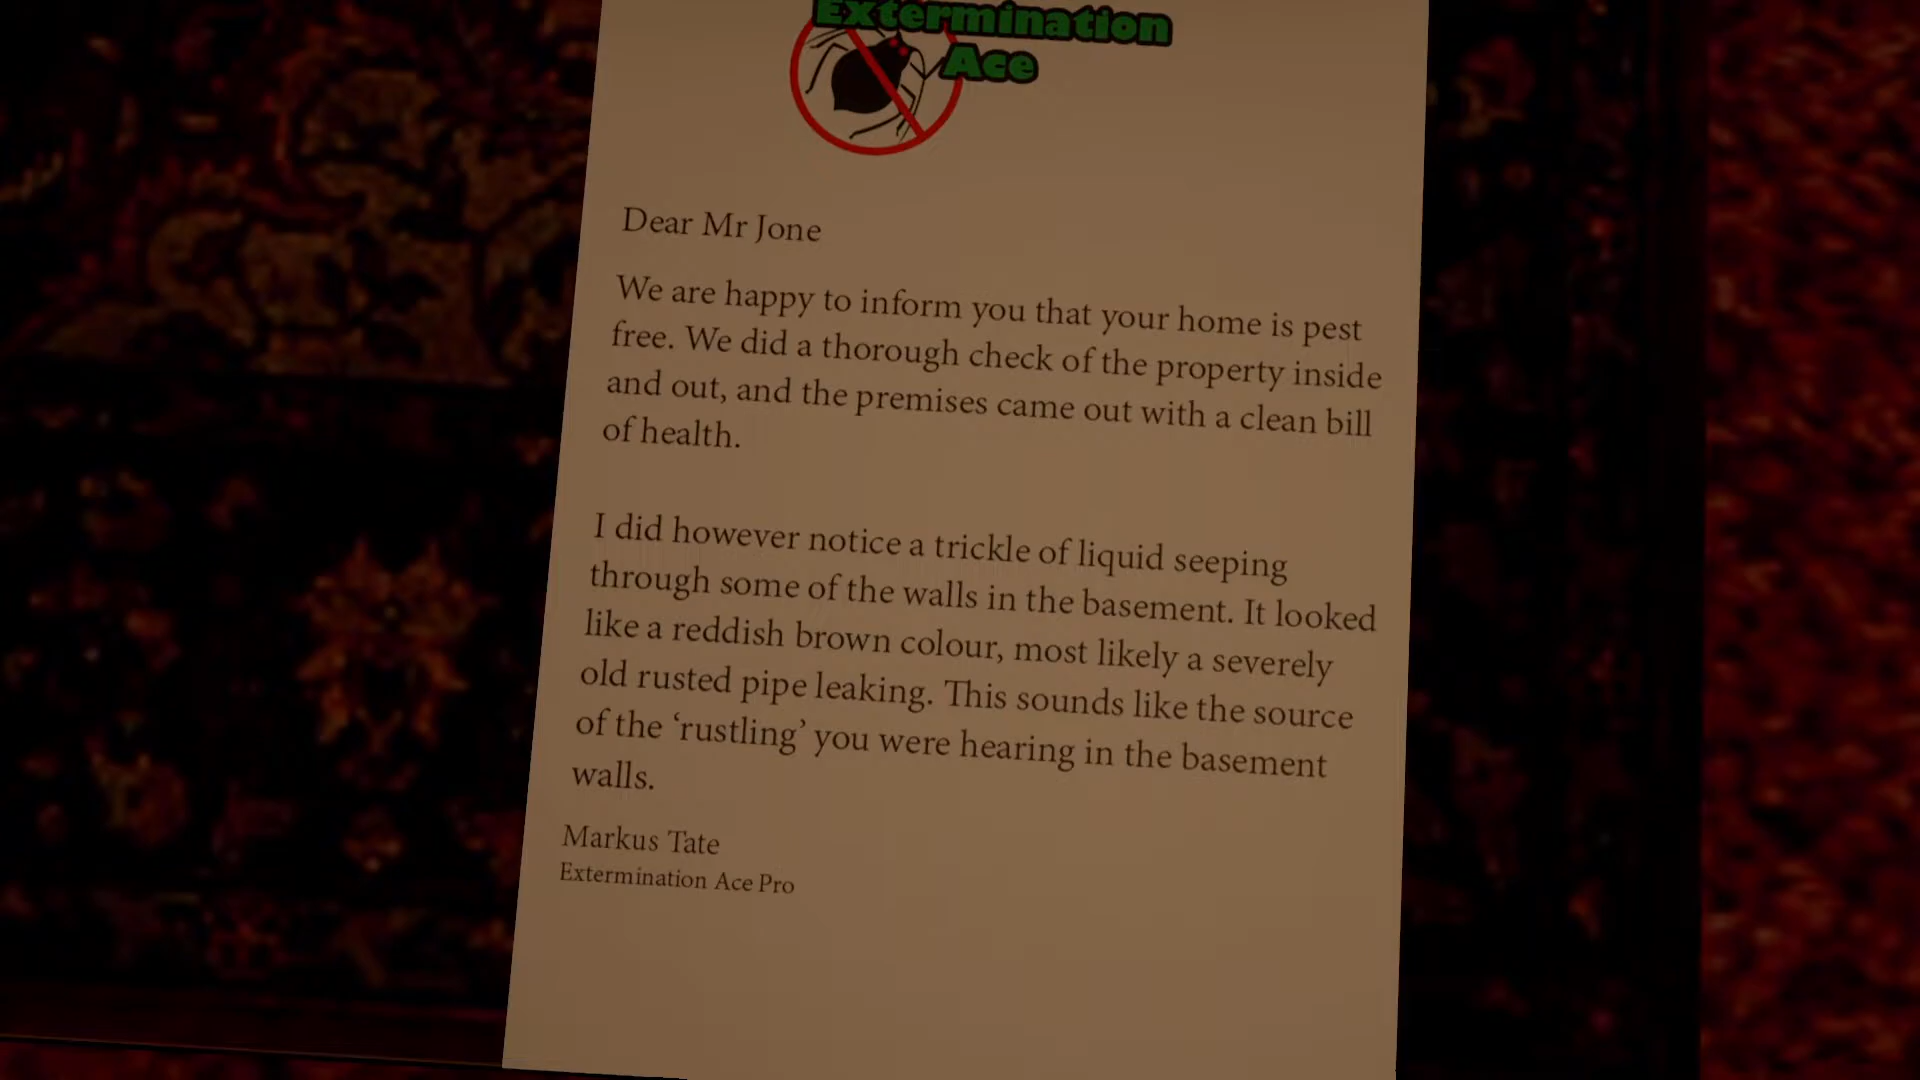 Extermination
Ace
Dear Mr Jone
We are happy to inform you that your home is pest
free. We did a thorough check of the property inside
and out, and the premises came out with a clean bill
of health.
I did however notice a trickle of liquid seeping
through some of the walls in the basement. It looked
like a reddish brown colour, most likely a severely
old rusted pipe leaking. This sounds like the source
of the ‘rustling’ you were hearing in the basement
walls.
Markus Tate
Extermination Ace Pro